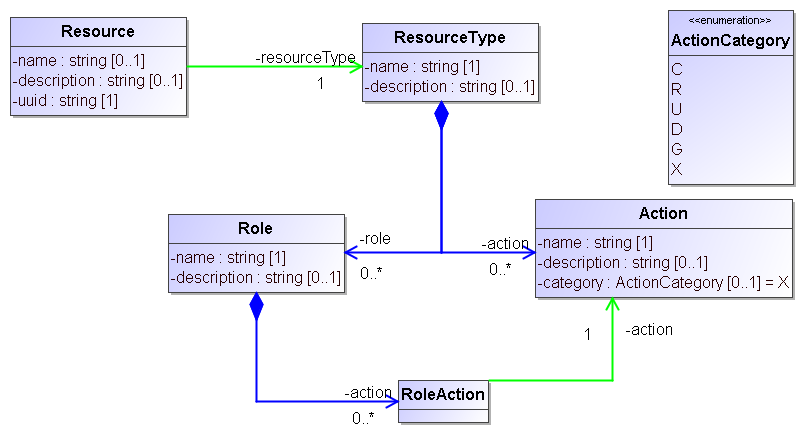 Resource
-name : string [0..1]
-description : string [0..1]
-uuid : string [1]
-resourceType
1
ResourceType
-name : string [1]
-description : string [0..1]
<<enumeration>>
ActionCategory
C
R
U
D
G
X
Role
-name : string [1]
-description : string [0..1]
-role
0..*
-action
0..*
Action
-name : string [1]
-description : string [0..1]
-category : ActionCategory [0..1] = X
1
-action
-action
0..*
RoleAction